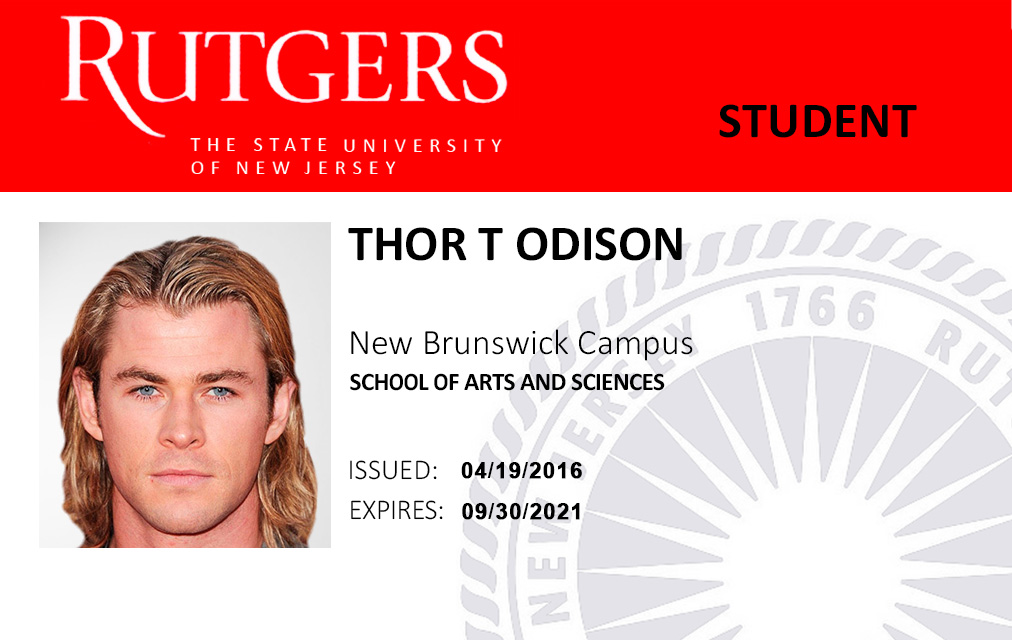 RUTGERS
THE STATE UNIVERSITY
OF NEW JERSEY
STUDENT
THOR T ODISON
New Brunswick Campus
SCHOOL OF ARTS AND SCIENCES
ISSUED: 04/19/2016
EXPIRES: 09/30/2021
NEW JERSEY 1766 RUT